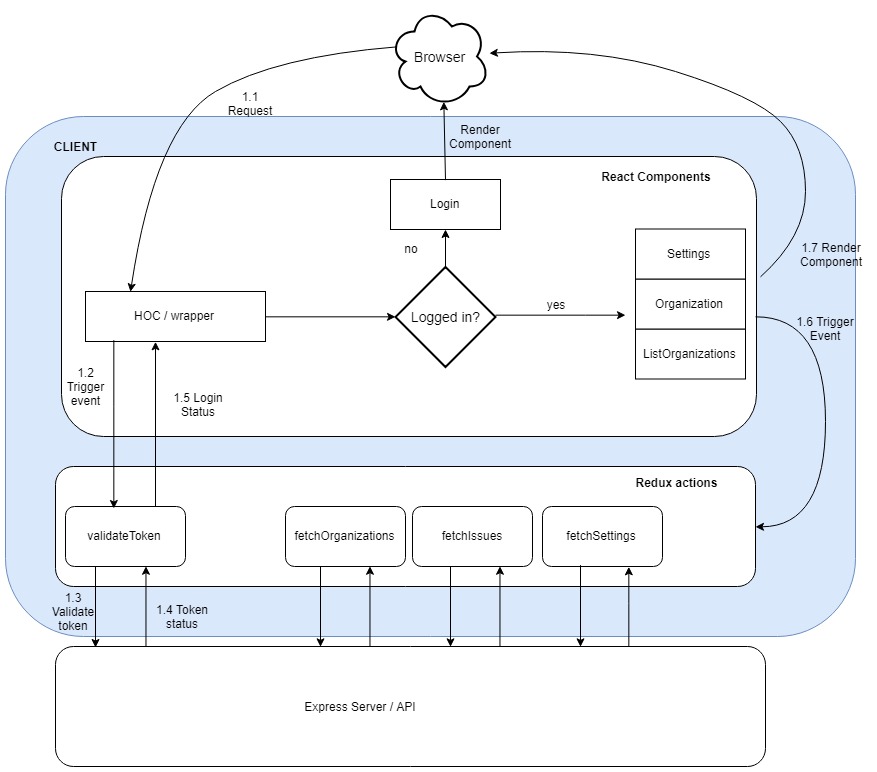 Browser
1.1
Request
Render
Component
CLIENT
React Components
Login
no
Settings
1.7 Render
Component
HOC / wrapper
Logged in?
yes
Organization
1.6 Trigger
Event
ListOrganizations
1.2
Trigger
event
1.5 Login
Status
Redux actions
validateToken
fetchOrganizations
fetchIssues
fetchSettings
1.3
Validate
token
1.4 Token
status
Express Server / API